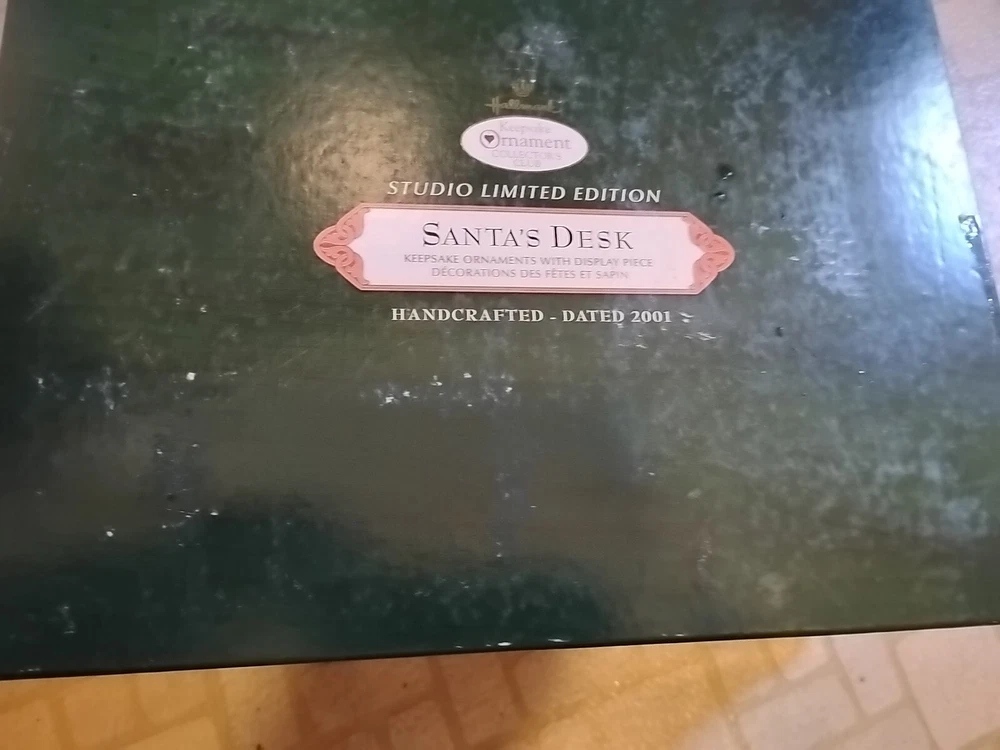 Hallmark
Keepsake
Ornament
COLLECTOR'S
CLUB
STUDIO LIMITED EDITION
SANTA'S DESK
KEEPSAKE ORNAMENTS WITH DISPLAY PIECE
DÉCORATIONS DES FÊTES ET SAPIN
HANDCRAFTED - DATED 2001